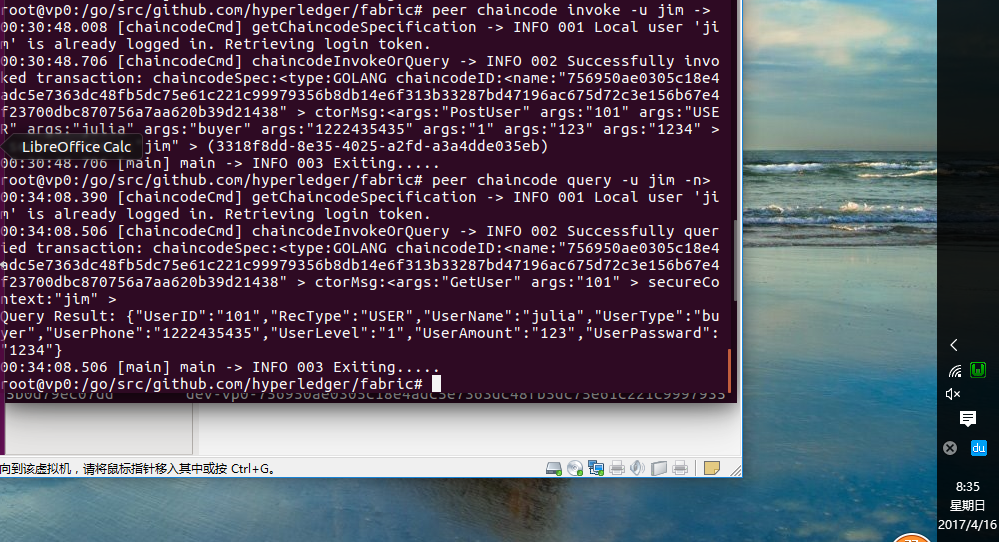 root@vp0:/go/src/github.com/hyperledger/fabric# peer chaincode invoke -u jim ->
00:30:48.008 [chaincodeCmd] getChaincodeSpecification -> INFO 001 Local user 'ji
m' is already logged in. Retrieving login token.
00:30:48.706 [chaincodeCmd] chaincodeInvokeOrQuery -> INFO 002 Successfully invo
ked transaction: chaincodeSpec:<type:GOLANG chaincodeID:<name:"756950ae0305c18e4
adc5e7363dc48fb5dc75e61c221c99979356b8db14e6f313b33287bd47196ac675d72c3e156b67e4
f23700dbc870756a7aa620b39d21438" > ctorMsg:<args:"PostUser" args:"101" args:"USE
R" args:"julia" args:"buyer" args:"1222435435" args:"1" args:"123" args:"1234" >
LibreOffice Calc
jim" > (3318f8dd-8e35-4025-a2fd-a3a4dde035eb)
00:30:48.706 [main] main -> INFO 003 Exiting.....
root@vp0:/go/src/github.com/hyperledger/fabric# peer chaincode query -u jim -n>
00:34:08.390 [chaincodeCmd] getChaincodeSpecification -> INFO 001 Local user 'ji
m' is already logged in. Retrieving login token.
00:34:08.506 [chaincodeCmd] chaincodeInvokeOrQuery -> INFO 002 Successfully quer
ied transaction: chaincodeSpec:<type:GOLANG chaincodeID:<name:"756950ae0305c18e4
adc5e7363dc48fb5dc75e61c221c99979356b8db14e6f313b33287bd47196ac675d72c3e156b67e4
f23700dbc870756a7aa620b39d21438" > ctorMsg:<args:"GetUser" args:"101" > secureCo
ntext:"jim" >
Query Result: {"UserID":"101","RecType":"USER","UserName":"julia","UserType":"bu
yer","UserPhone":"1222435435","UserLevel":"1","UserAmount":"123","UserPassward":
"1234"}
00:34:08.506 [main] main -> INFO 003 Exiting.....
root@vp0:/go/src/github.com/hyperledger/fabric#
5b0d79ec07dd dev-vp0-756950ae0305c18e4adc5e7363dc48fb5dc75e61c221c9997935
向到该虚拟机，请将鼠标指针移入其中或按 Ctrl+G。
du
8:35
星期日
2017/4/16